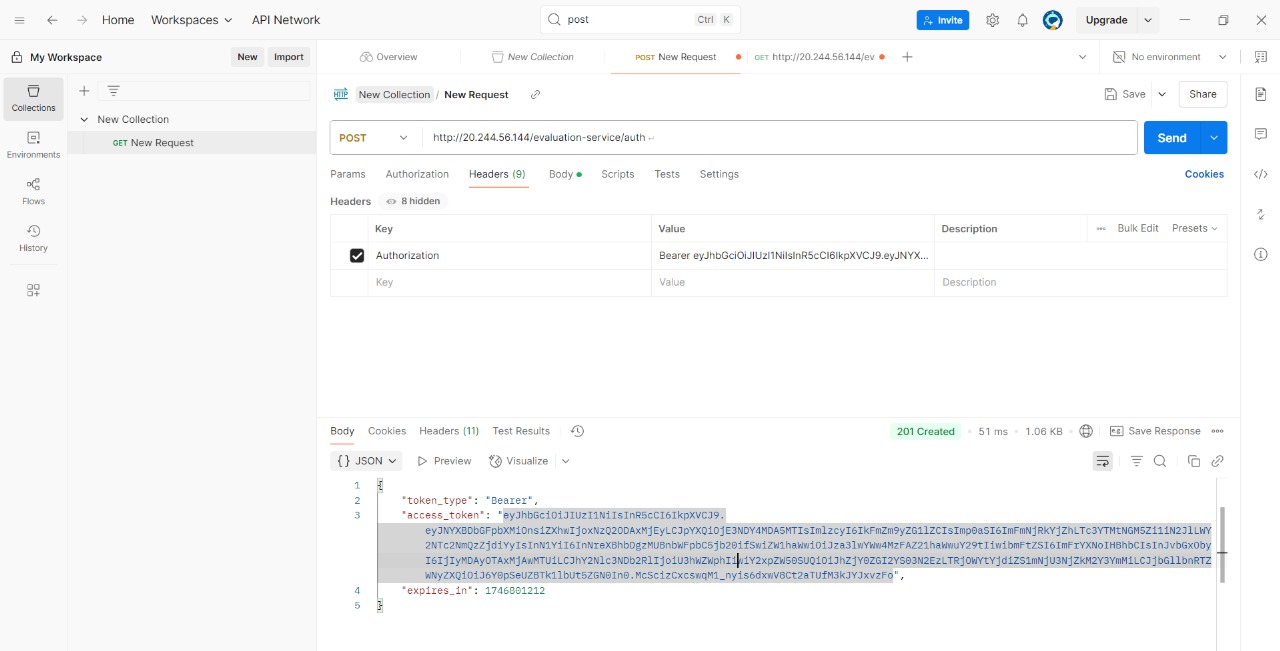 Home Workspaces API Network post Ctrl K Invite Upgrade
My Workspace New Import Overview New Collection POST New Request GET http://20.244.56.144/ev No environment
Collections
New Collection
GET New Request
Environments
Flows
History
New Collection / New Request Save Share
POST http://20.244.56.144/evaluation-service/auth Send
Params Authorization Headers (9) Body Scripts Tests Settings Cookies
Headers 8 hidden
Key Value Description Bulk Edit Presets
Authorization Bearer eyJhbGciOiJIUzI1NiIsInR5cCI6IkpXVCJ9.eyJNYX...
Key Value Description
Body Cookies Headers (11) Test Results 201 Created 51 ms 1.06 KB Save Response
{} JSON Preview Visualize
1 {
2 "token_type": "Bearer",
3 "access_token": "eyJhbGciOiJIUzI1NiIsInR5cCI6IkpXVCJ9.
4 "expires_in": 1746801212
5 }